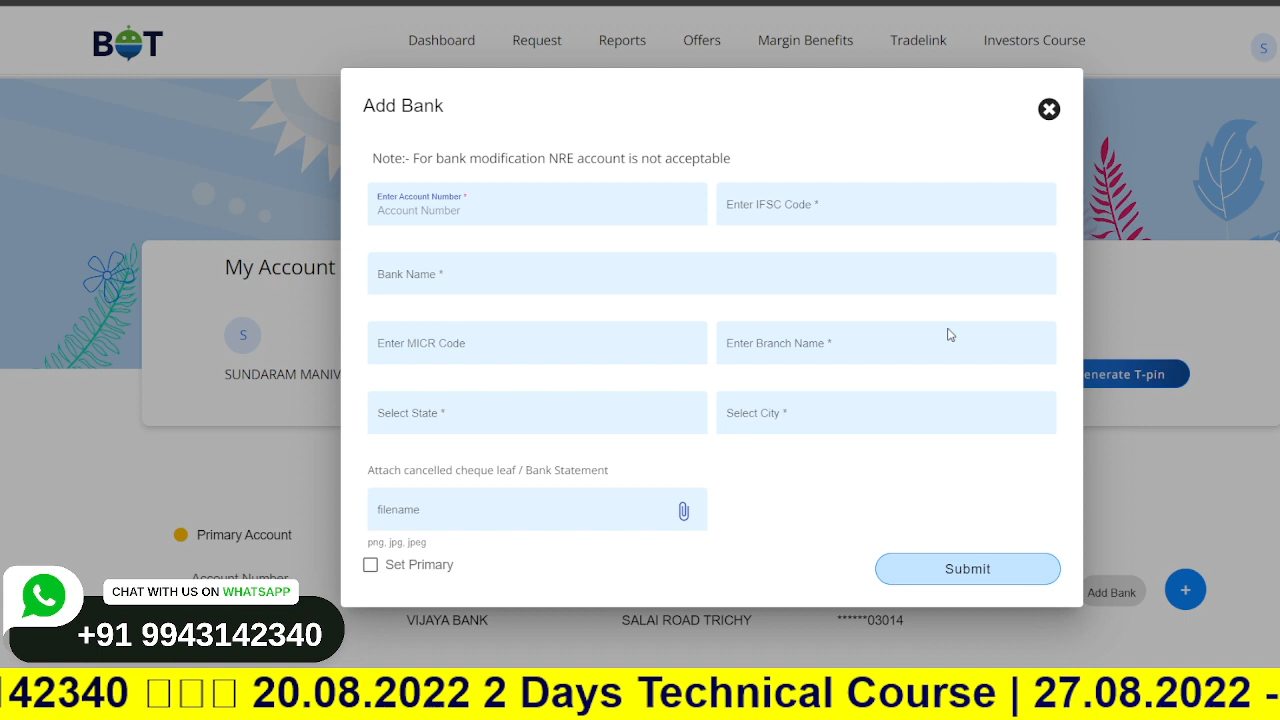 BOT
Dashboard Request Reports Offers Margin Benefits Tradelink Investors Course
S
Add Bank
Note:- For bank modification NRE account is not acceptable
Enter Account Number *
Account Number
Enter IFSC Code *
Bank Name *
My Account
S
Enter MICR Code
Enter Branch Name *
SUNDARAM MANIV
enerate T-pin
Select State *
Select City *
Attach cancelled cheque leaf / Bank Statement
filename
Primary Account
png, jpg, jpeg
Set Primary
Submit
Account Number
Add Bank
+
CHAT WITH US ON WHATSAPP
VIJAYA BANK SALAI ROAD TRICHY ******03014
+91 9943142340
142340 □□□ 20.08.2022 2 Days Technical Course | 27.08.2022 -